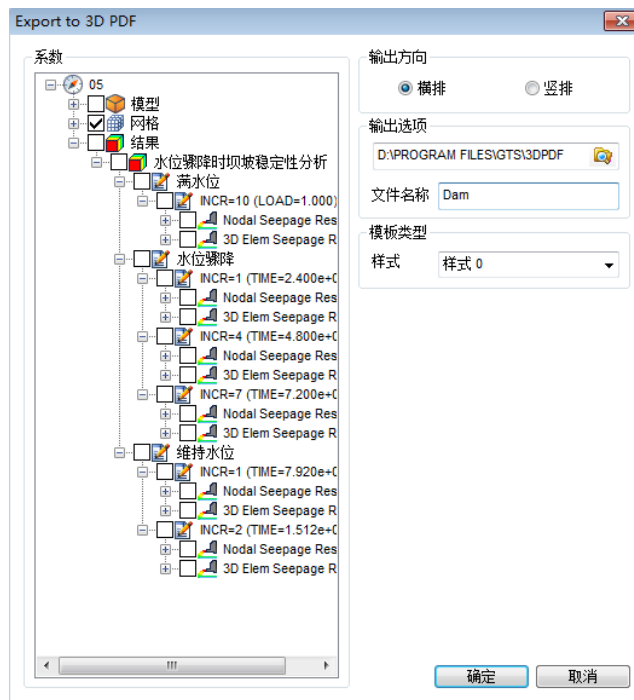 Export to 3D PDF
系数
05
模型
网格
结果
水位骤降时坝坡稳定性分析
满水位
INCR=10 (LOAD=1.000)
Nodal Seepage Res
3D Elem Seepage R
水位骤降
INCR=1 (TIME=2.400e+0
Nodal Seepage Res
3D Elem Seepage R
INCR=4 (TIME=4.800e+0
Nodal Seepage Res
3D Elem Seepage R
INCR=7 (TIME=7.200e+0
Nodal Seepage Res
3D Elem Seepage R
维持水位
INCR=1 (TIME=7.920e+0
Nodal Seepage Res
3D Elem Seepage R
INCR=2 (TIME=1.512e+0
Nodal Seepage Res
3D Elem Seepage R
输出方向
横排 竖排
输出选项
D:\PROGRAM FILES\GTS\3DPDF
文件名称 Dam
模板类型
样式 样式 0
确定 取消